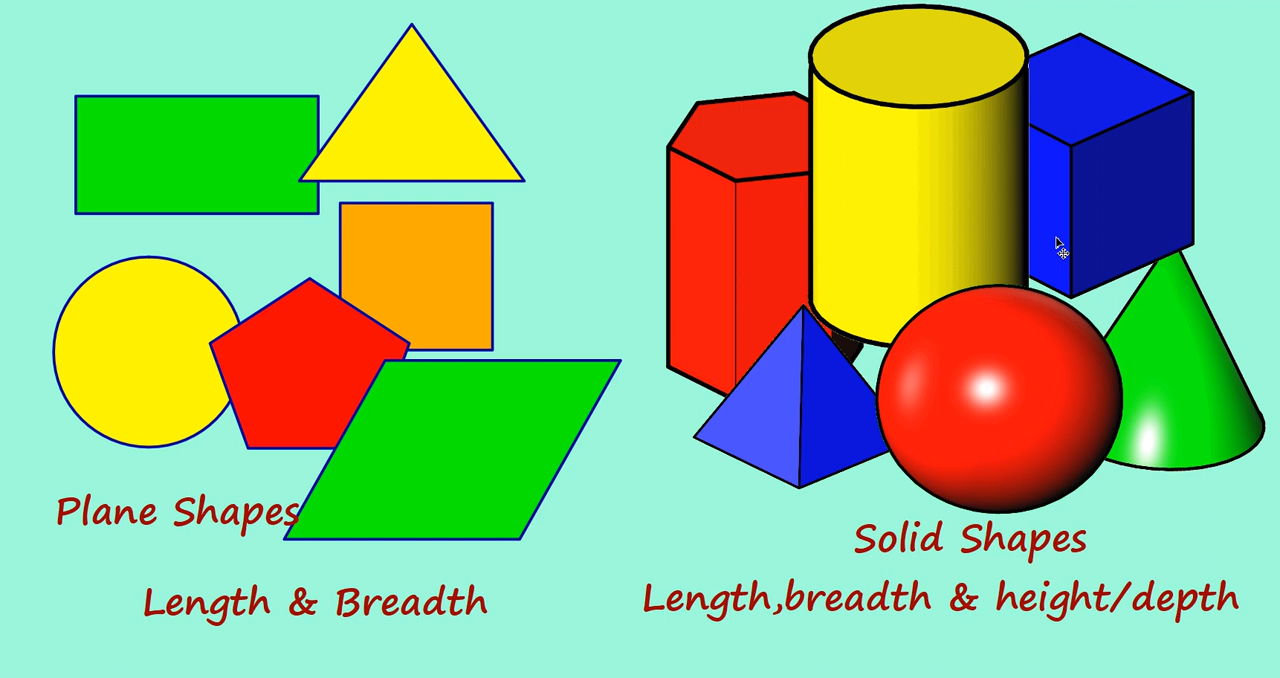 Plane Shapes
Length & Breadth
Solid Shapes
Length,breadth & height/depth